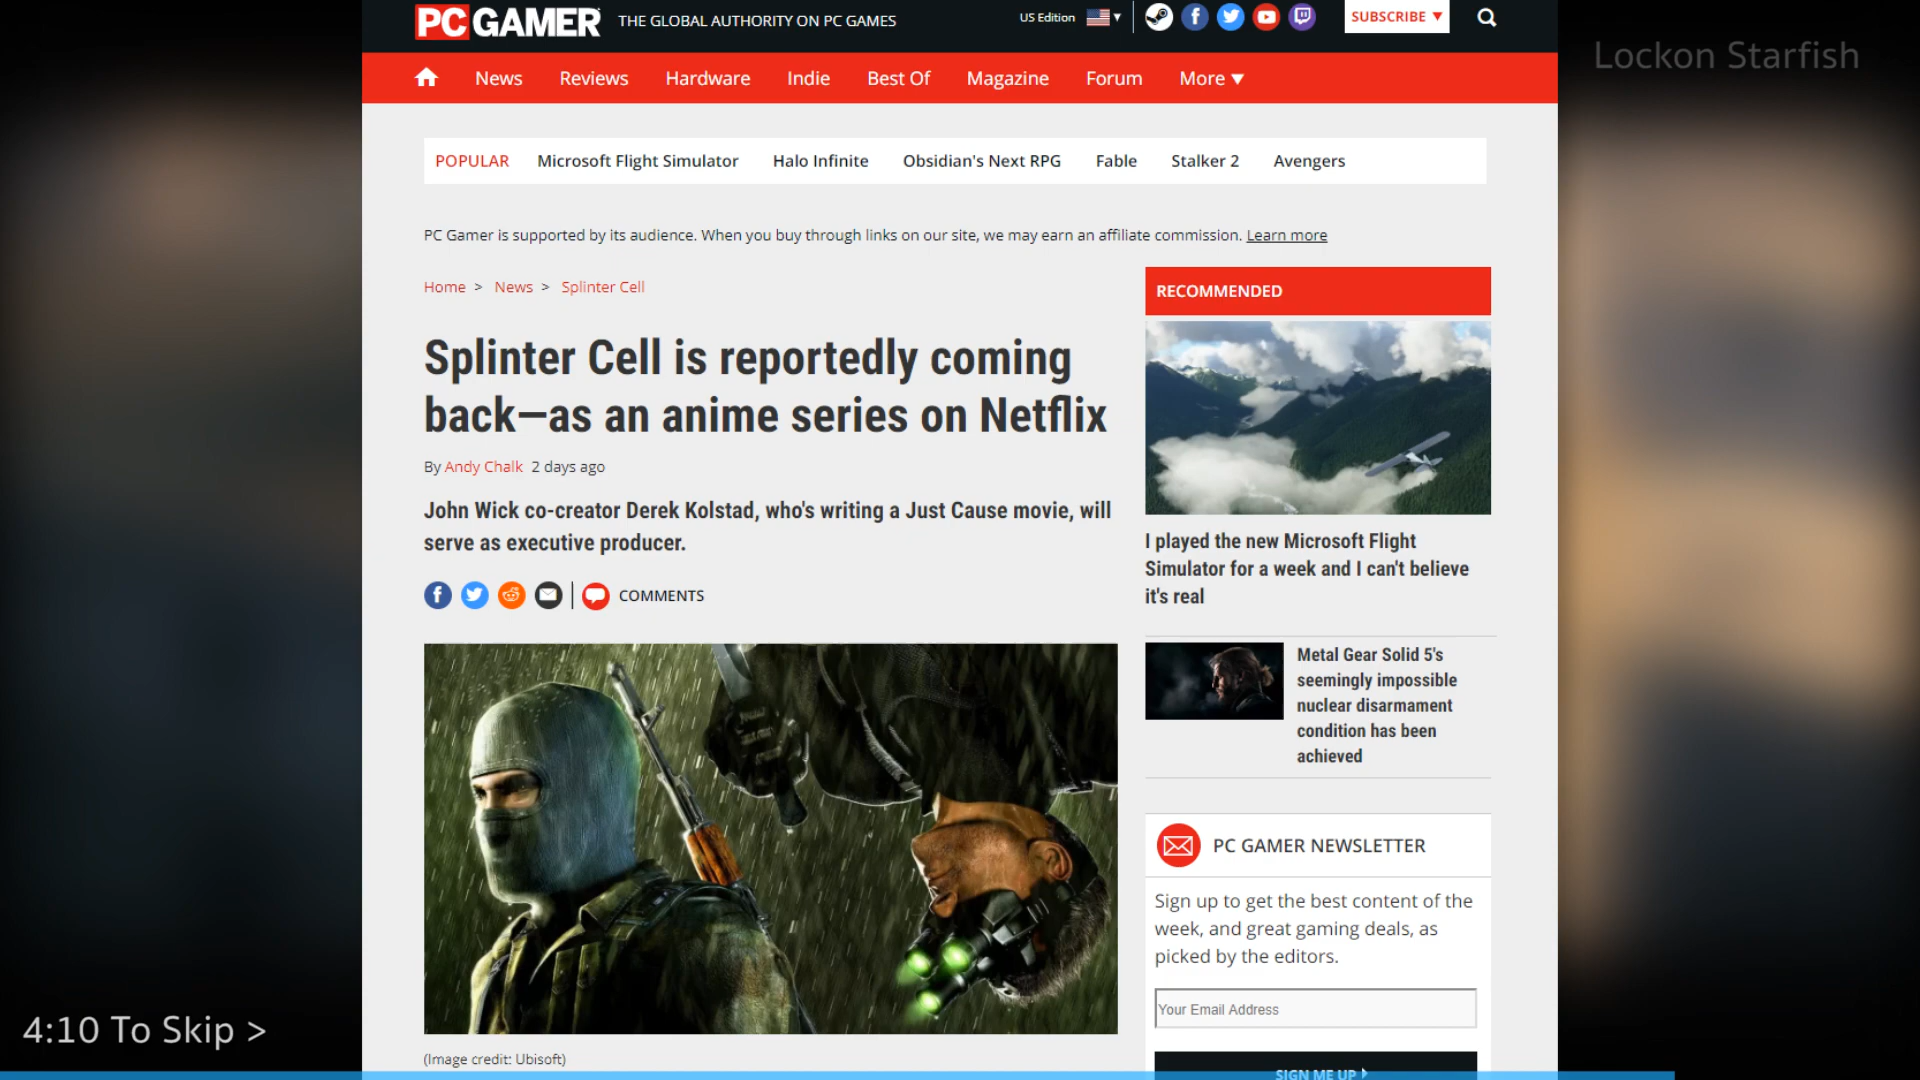 PC GAMER THE GLOBAL AUTHORITY ON PC GAMES US Edition SUBSCRIBE
Lockon Starfish
News Reviews Hardware Indie Best Of Magazine Forum More
POPULAR Microsoft Flight Simulator Halo Infinite Obsidian's Next RPG Fable Stalker 2 Avengers
PC Gamer is supported by its audience. When you buy through links on our site, we may earn an affiliate commission. Learn more
Home > News > Splinter Cell
Splinter Cell is reportedly coming
back—as an anime series on Netflix
By Andy Chalk 2 days ago
John Wick co-creator Derek Kolstad, who's writing a Just Cause movie, will
serve as executive producer.
COMMENTS
(Image credit: Ubisoft)
RECOMMENDED
I played the new Microsoft Flight
Simulator for a week and I can't believe
it's real
Metal Gear Solid 5's
seemingly impossible
nuclear disarmament
condition has been
achieved
PC GAMER NEWSLETTER
Sign up to get the best content of the
week, and great gaming deals, as
picked by the editors.
Your Email Address
SIGN ME UP
4:10 To Skip >